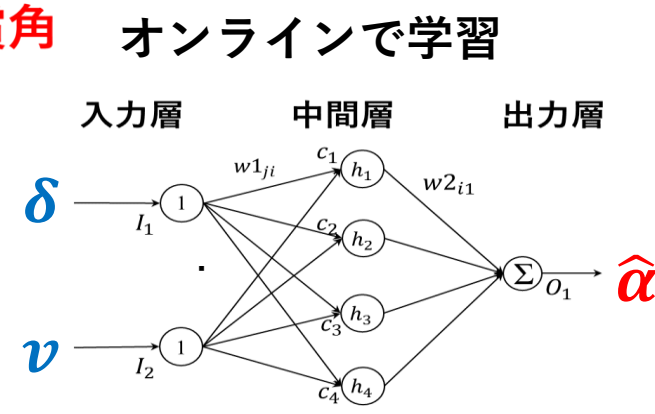 角
オンラインで学習
入力層 中間層 出力層
c₁ h₁
w1ⱼᵢ w2ᵢ₁
δ I₁ 1
c₂ h₂
Σ O₁ α̂
c₃ h₃
v I₂ 1
c₄ h₄